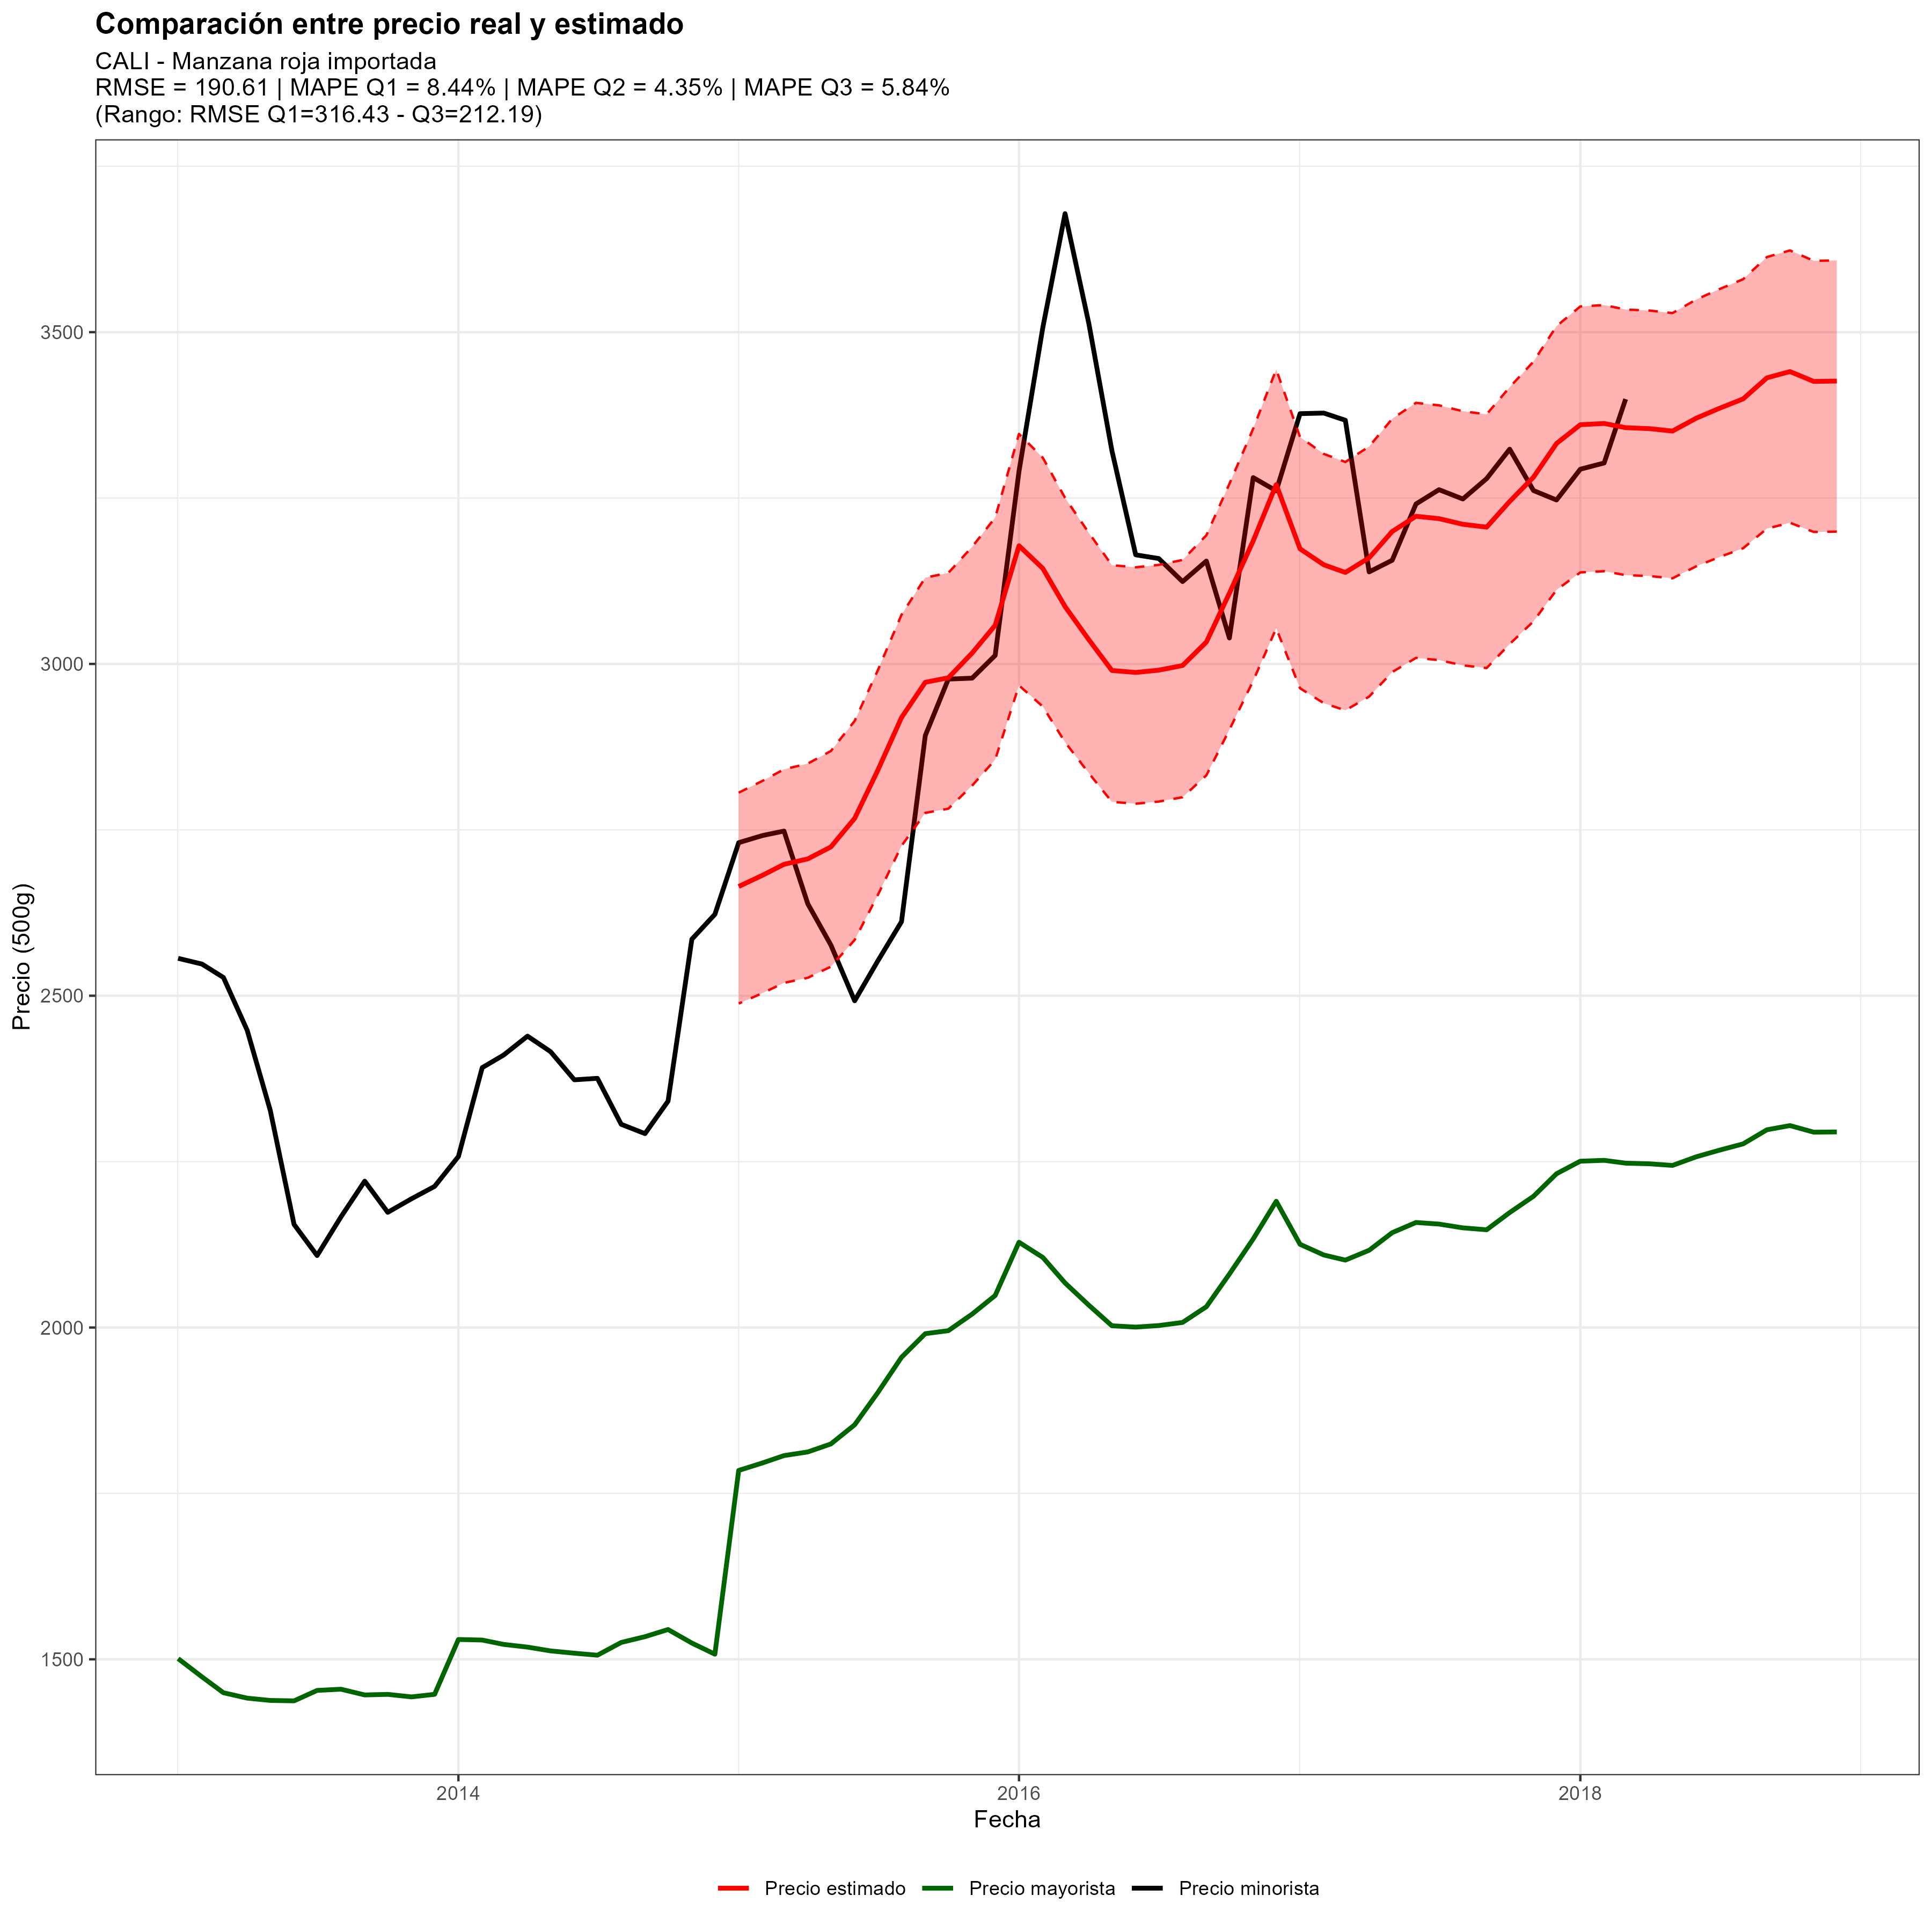 Comparación entre precio real y estimado
CALI - Manzana roja importada
RMSE = 190.61 | MAPE Q1 = 8.44% | MAPE Q2 = 4.35% | MAPE Q3 = 5.84%
(Rango: RMSE Q1=316.43 - Q3=212.19)
Precio (500g)
3500
3000
2500
2000
1500
2014
2016
2018
Fecha
Precio estimado
Precio mayorista
Precio minorista